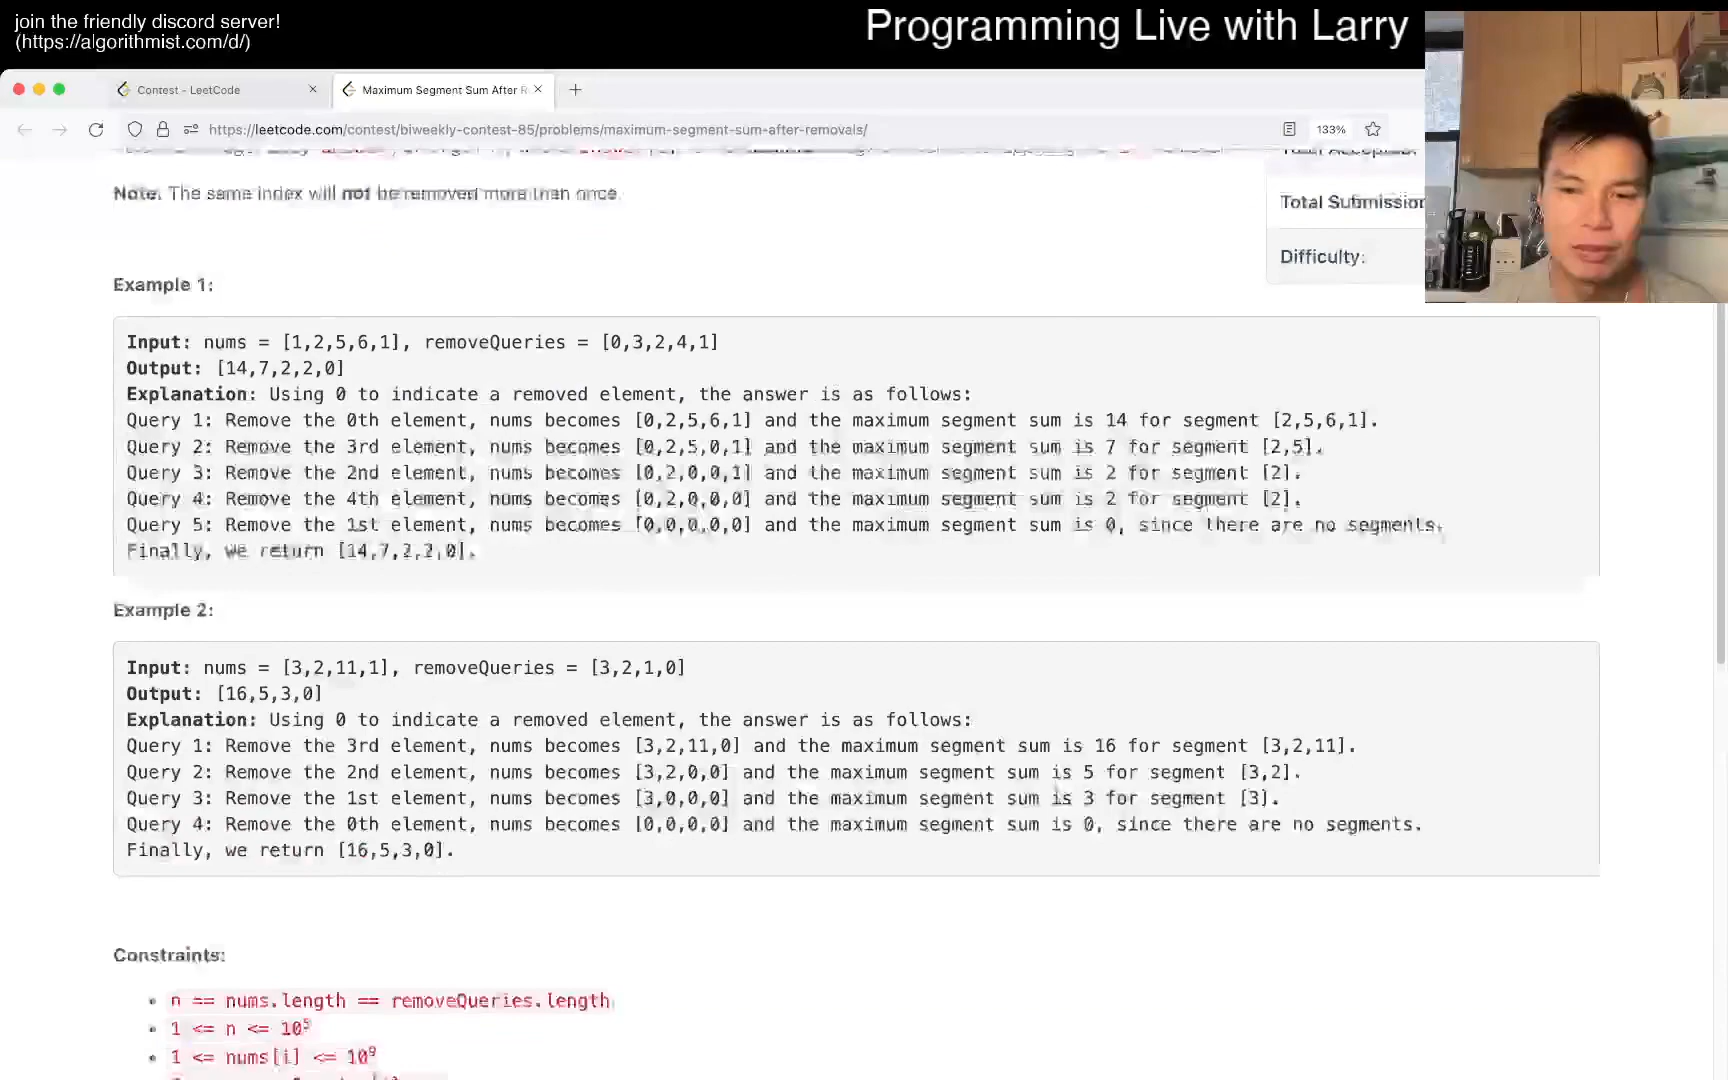 join the friendly discord server!
(https://algorithmist.com/d/)
Programming Live with Larry
Contest - LeetCode
Maximum Segment Sum After R
https://leetcode.com/contest/biweekly-contest-85/problems/maximum-segment-sum-after-removals/
133%
Note: The same index will not be removed more than once.
Total Submission
Difficulty:
Example 1:
Input: nums = [1,2,5,6,1], removeQueries = [0,3,2,4,1]
Output: [14,7,2,2,0]
Explanation: Using 0 to indicate a removed element, the answer is as follows:
Query 1: Remove the 0th element, nums becomes [0,2,5,6,1] and the maximum segment sum is 14 for segment [2,5,6,1].
Query 2: Remove the 3rd element, nums becomes [0,2,5,0,1] and the maximum segment sum is 7 for segment [2,5].
Query 3: Remove the 2nd element, nums becomes [0,2,0,0,1] and the maximum segment sum is 2 for segment [2].
Query 4: Remove the 4th element, nums becomes [0,2,0,0,0] and the maximum segment sum is 2 for segment [2].
Query 5: Remove the 1st element, nums becomes [0,0,0,0,0] and the maximum segment sum is 0, since there are no segments.
Finally, we return [14,7,2,2,0].
Example 2:
Input: nums = [3,2,11,1], removeQueries = [3,2,1,0]
Output: [16,5,3,0]
Explanation: Using 0 to indicate a removed element, the answer is as follows:
Query 1: Remove the 3rd element, nums becomes [3,2,11,0] and the maximum segment sum is 16 for segment [3,2,11].
Query 2: Remove the 2nd element, nums becomes [3,2,0,0] and the maximum segment sum is 5 for segment [3,2].
Query 3: Remove the 1st element, nums becomes [3,0,0,0] and the maximum segment sum is 3 for segment [3].
Query 4: Remove the 0th element, nums becomes [0,0,0,0] and the maximum segment sum is 0, since there are no segments.
Finally, we return [16,5,3,0].
Constraints:
n == nums.length == removeQueries.length
1 <= n <= 10⁵
1 <= nums[i] <= 10⁹